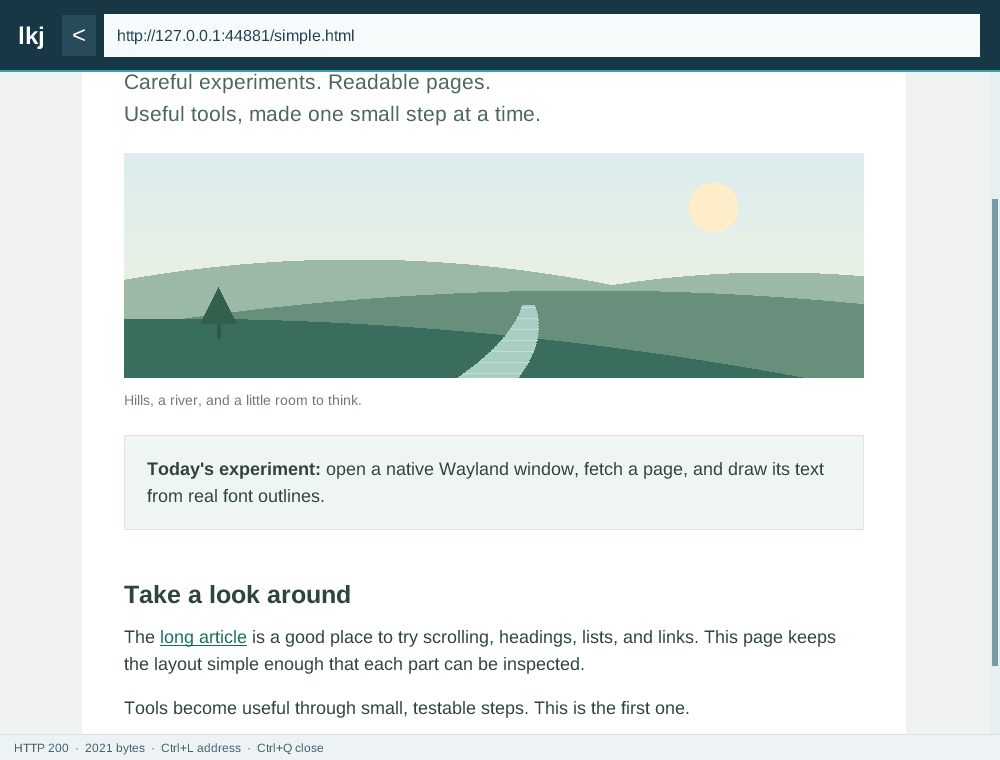 lkj
<
http://127.0.0.1:44881/simple.html
Careful experiments. Readable pages.
Useful tools, made one small step at a time.
Hills, a river, and a little room to think.
Today's experiment: open a native Wayland window, fetch a page, and draw its text
from real font outlines.
Take a look around
The long article is a good place to try scrolling, headings, lists, and links. This page keeps
the layout simple enough that each part can be inspected.
Tools become useful through small, testable steps. This is the first one.
HTTP 200 · 2021 bytes · Ctrl+L address · Ctrl+Q close